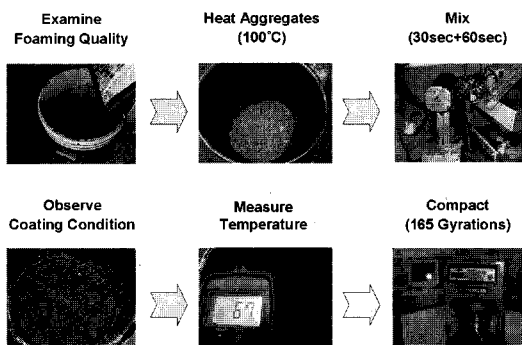 Examine
Foaming Quality
Heat Aggregates
(100°C)
Mix
(30sec+60sec)
Observe
Coating Condition
Measure
Temperature
67
Compact
(165 Gyrations)